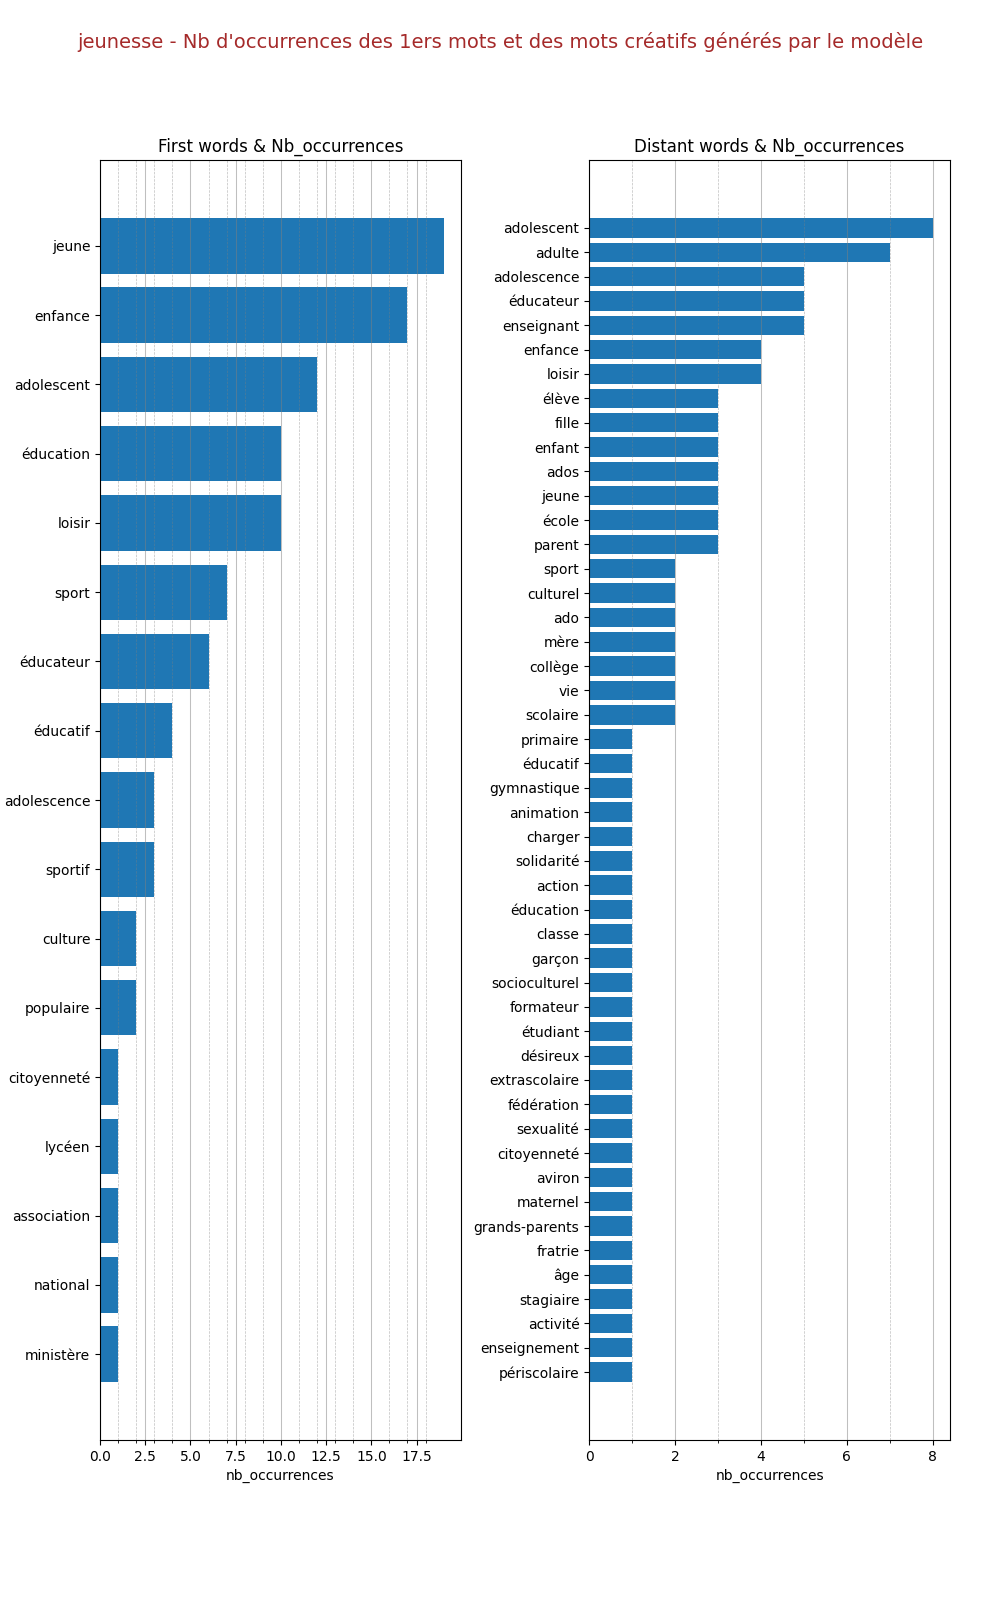 jeunesse - Nb d'occurrences des 1ers mots et des mots créatifs générés par le modèle
First words & Nb_occurrences
jeune
enfance
adolescent
éducation
loisir
sport
éducateur
éducatif
adolescence
sportif
culture
populaire
citoyenneté
lycéen
association
national
ministère
0.0 2.5 5.0 7.5 10.0 12.5 15.0 17.5
nb_occurrences
Distant words & Nb_occurrences
adolescent
adulte
adolescence
éducateur
enseignant
enfance
loisir
élève
fille
enfant
ados
jeune
école
parent
sport
culturel
ado
mère
collège
vie
scolaire
primaire
éducatif
gymnastique
animation
charger
solidarité
action
éducation
classe
garçon
socioculturel
formateur
étudiant
désireux
extrascolaire
fédération
sexualité
citoyenneté
aviron
maternel
grands-parents
fratrie
âge
stagiaire
activité
enseignement
périscolaire
0 2 4 6 8
nb_occurrences